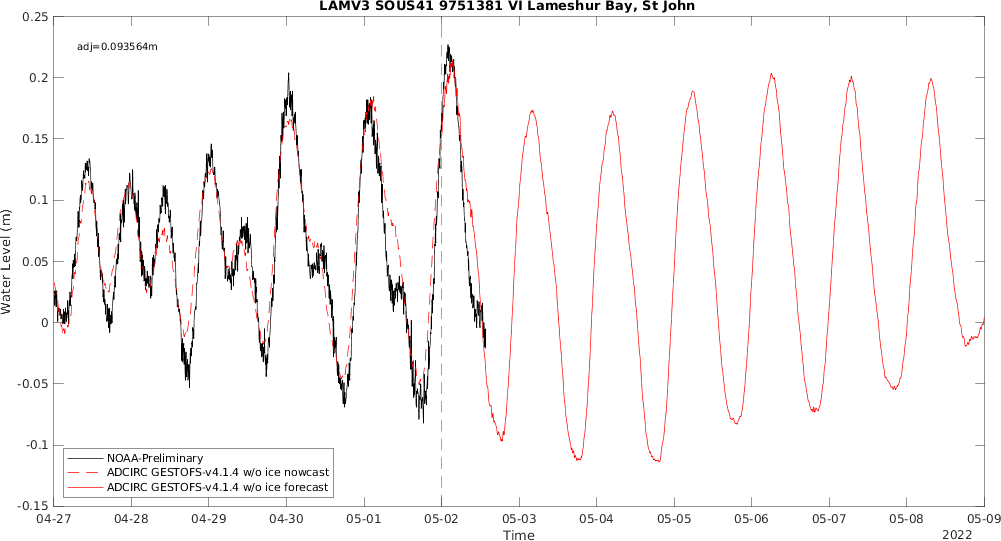 LAMV3 SOUS41 9751381 VI Lameshur Bay, St John
adj=0.093564m
0.25
0.2
0.15
0.1
0.05
0
-0.05
-0.1
-0.15
Water Level (m)
NOAA-Preliminary
ADCIRC GESTOFS-v4.1.4 w/o ice nowcast
ADCIRC GESTOFS-v4.1.4 w/o ice forecast
04-27 04-28 04-29 04-30 05-01 05-02 05-03 05-04 05-05 05-06 05-07 05-08 05-09
Time
2022